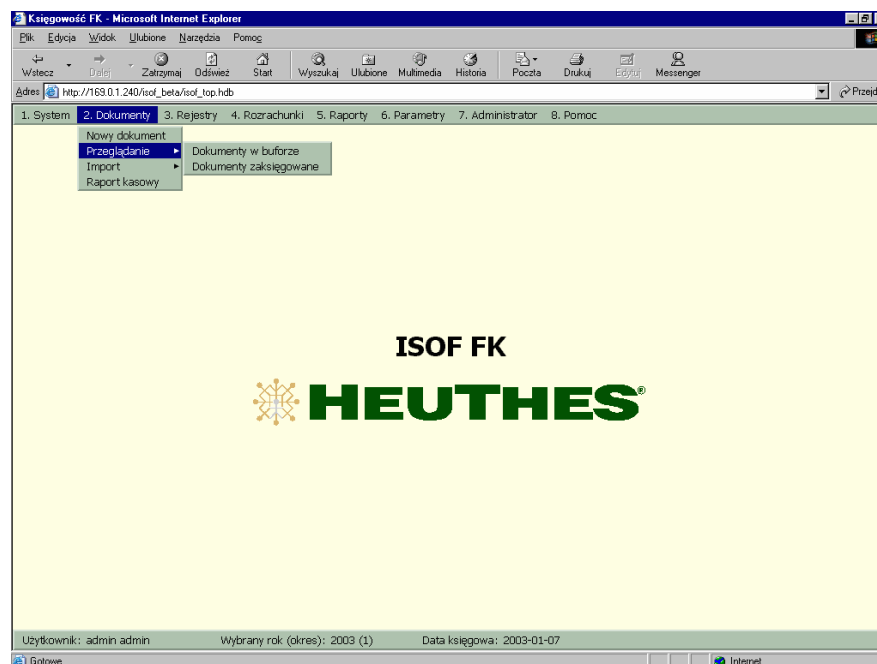 Księgowość FK - Microsoft Internet Explorer
Plik Edycja Widok Ulubione Narzędzia Pomoc
Wstecz Dalej Zatrzymaj Odśwież Start Wyszukaj Ulubione Multimedia Historia Poczta Drukuj Edytuj Messenger
Adres http://169.0.1.240/isof_beta/isof_top.hdb Przejdź
1. System 2. Dokumenty 3. Rejestry 4. Rozrachunki 5. Raporty 6. Parametry 7. Administrator 8. Pomoc
Nowy dokument
Przeglądanie Dokumenty w buforze
Import Dokumenty zaksięgowane
Raport kasowy
ISOF FK
HEUTHES®
Użytkownik: admin admin Wybrany rok (okres): 2003 (1) Data księgowa: 2003-01-07
Gotowe Internet